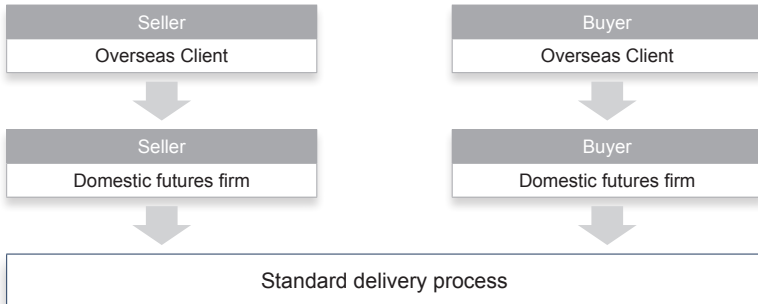 Seller
Overseas Client
Buyer
Overseas Client
Seller
Domestic futures firm
Buyer
Domestic futures firm
Standard delivery process